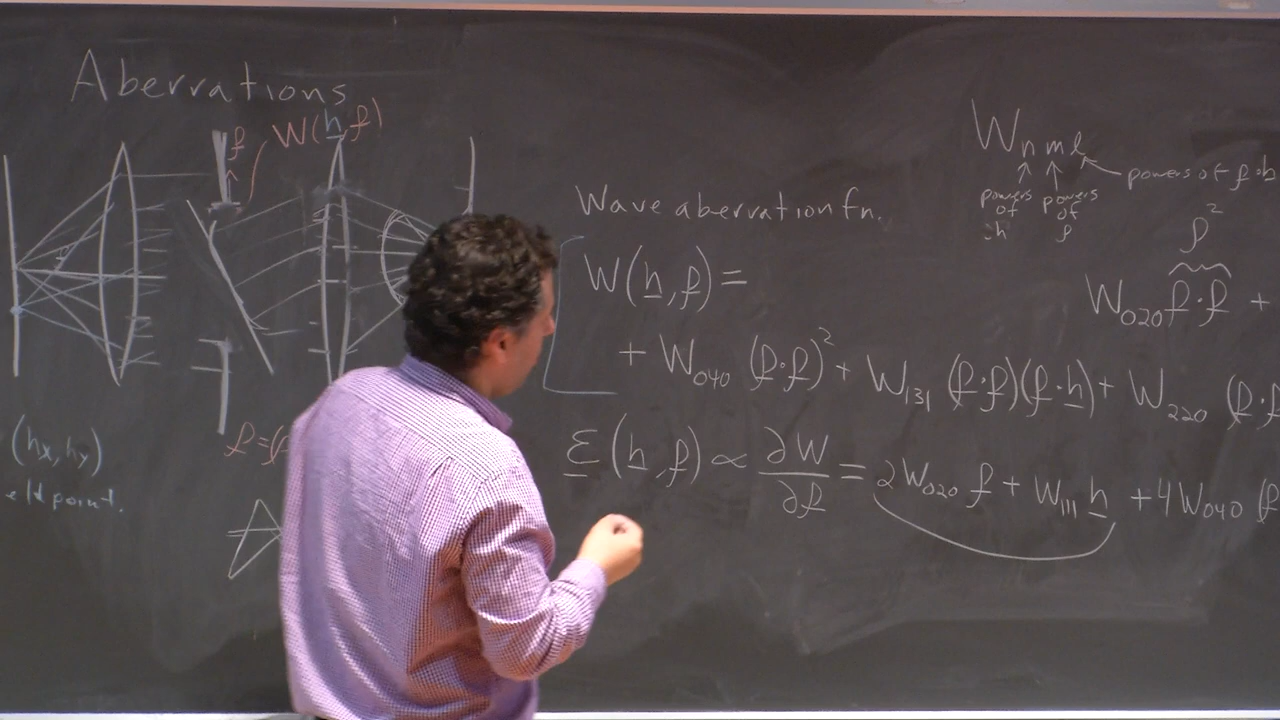 Aberrations
ρ
W(h, ρ)
(hx, hy)
eld point.
ρ=(
Wave aberration fn.
W(h, ρ) =
W₀₂₀ ρ·ρ +
ρ²
+ W₀₄₀ (ρ·ρ)² + W₁₃₁ (ρ·ρ)(ρ·h) + W₂₂₀ (ρ·ρ
ε(h, ρ) ∝ ∂W/∂ρ = 2W₀₂₀ ρ + W₁₁₁ h + 4W₀₄₀ (ρ
W n m l
powers of h
powers of ρ
powers of ρ·h